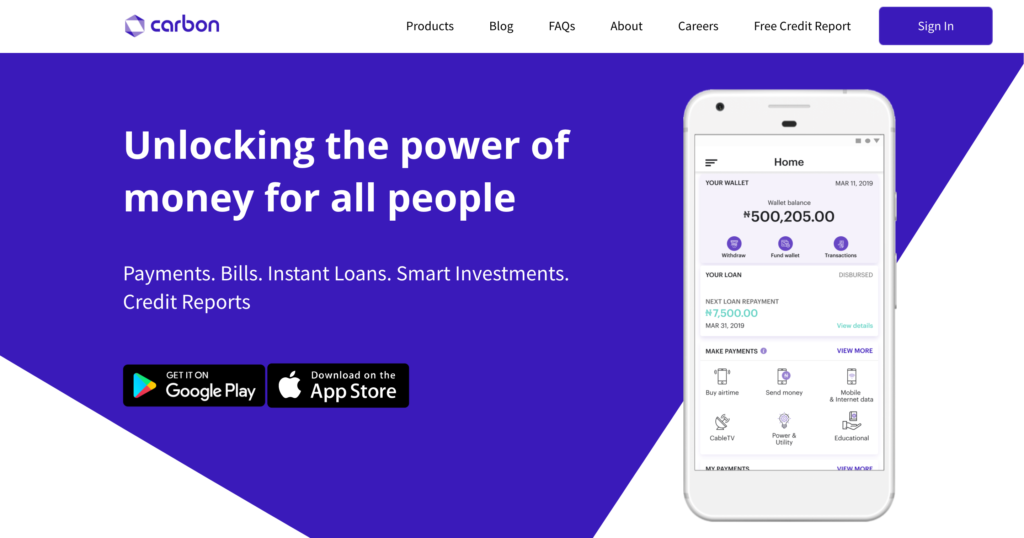 carbon
Products Blog FAQs About Careers Free Credit Report Sign In
Unlocking the power of
money for all people
Payments. Bills. Instant Loans. Smart Investments.
Credit Reports
GET IT ON
Google Play
Download on the
App Store
Home
YOUR WALLET MAR 11, 2019
Wallet balance
₦500,205.00
Withdraw Fund wallet Transactions
YOUR LOAN DISBURSED
NEXT LOAN REPAYMENT
₦7,500.00
MAR 31, 2019 View details
MAKE PAYMENTS VIEW MORE
Buy airtime Send money Mobile
& Internet data
CableTV Power &
Utility Educational
MY PAYMENTS VIEW MORE